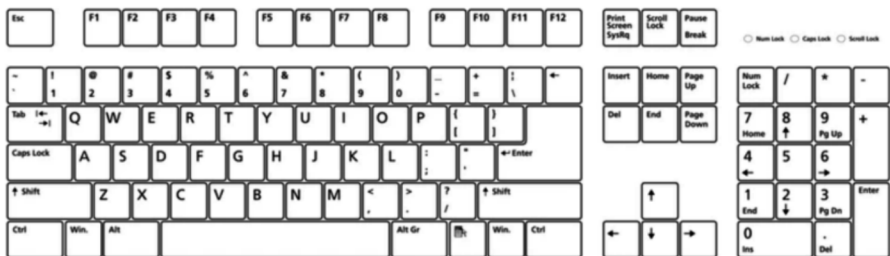 Esc F1 F2 F3 F4 F5 F6 F7 F8 F9 F10 F11 F12 Print Screen SysRq Scroll Lock Pause Break
Num Lock Caps Lock Scroll Lock
~ ! @ # $ % ^ & * ( ) ... + ¦ ← Insert Home Page Up Num Lock / * -
` 1 2 3 4 5 6 7 8 9 0 - = \
Tab Q W E R T Y U I O P { } Del End Page Down 7 8 9 +
[ ] Home ↑ Pg Up
Caps Lock A S D F G H J K L : " ↵ Enter 4 5 6
; ' ← →
↑ Shift Z X C V B N M < > ? ↑ Shift ↑ 1 2 3 Enter
, . / End ↓ Pg Dn
Ctrl Win. Alt Alt Gr Win. Ctrl ← ↓ → 0 .
Ins Del